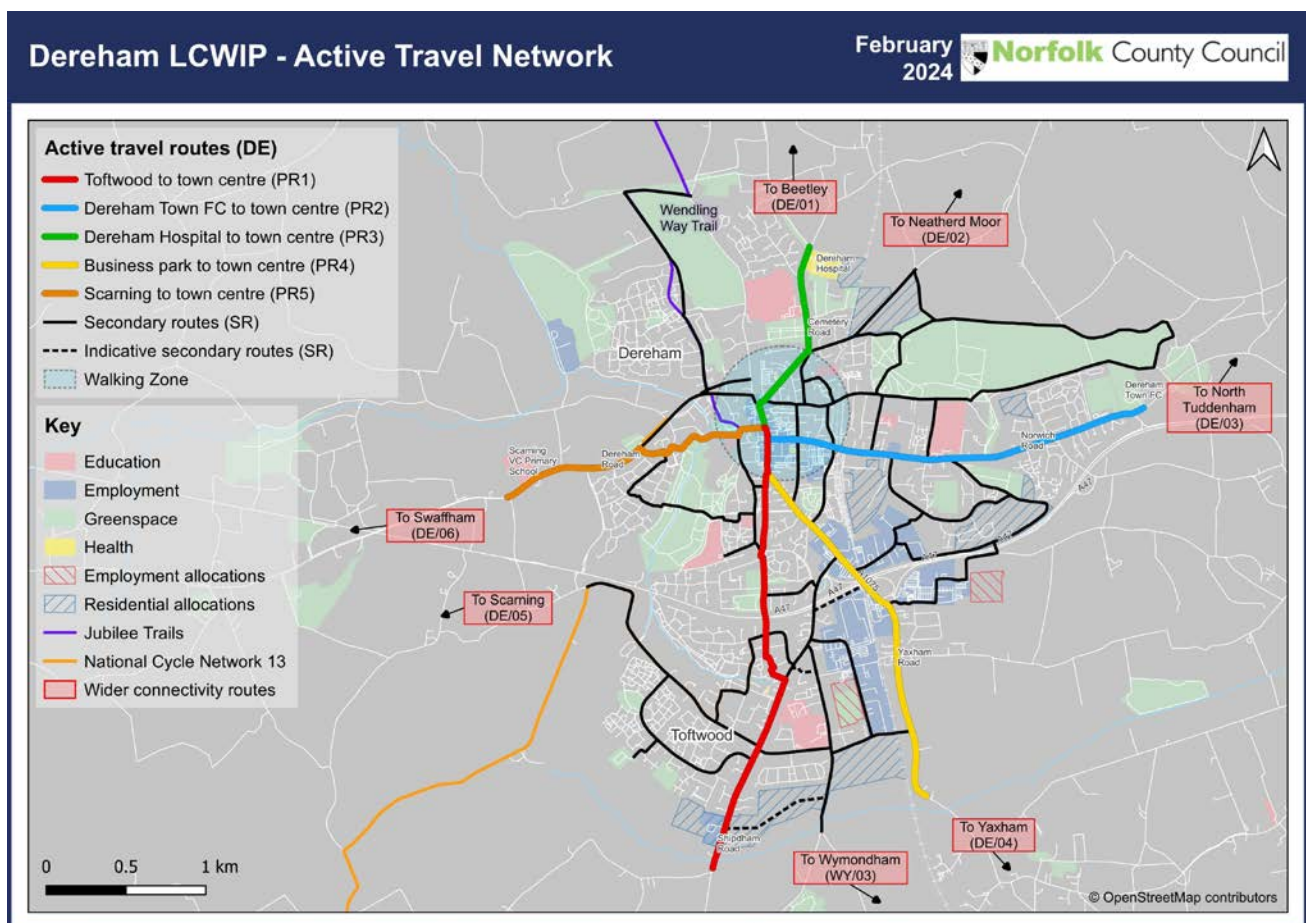 Dereham LCWIP - Active Travel Network
February
2024
Norfolk County Council
Active travel routes (DE)
Toftwood to town centre (PR1)
Dereham Town FC to town centre (PR2)
Dereham Hospital to town centre (PR3)
Business park to town centre (PR4)
Scarning to town centre (PR5)
Secondary routes (SR)
Indicative secondary routes (SR)
Walking Zone
Key
Education
Employment
Greenspace
Health
Employment allocations
Residential allocations
Jubilee Trails
National Cycle Network 13
Wider connectivity routes
To Beetley
(DE/01)
Wendling
Way Trail
To Neatherd Moor
(DE/02)
Dereham
Hospital
Cemetery
Road
Dereham
To North
Tuddenham
(DE/03)
Dereham
Town FC
Norwich
Road
A47
Scarning
VC Primary
School
Dereham
Road
To Swaffham
(DE/06)
A47
To Scarning
(DE/05)
A47
A47
Yaxham
Road
Toftwood
Shipdham
Road
To Yaxham
(DE/04)
To Wymondham
(WY/03)
0 0.5 1 km
© OpenStreetMap contributors